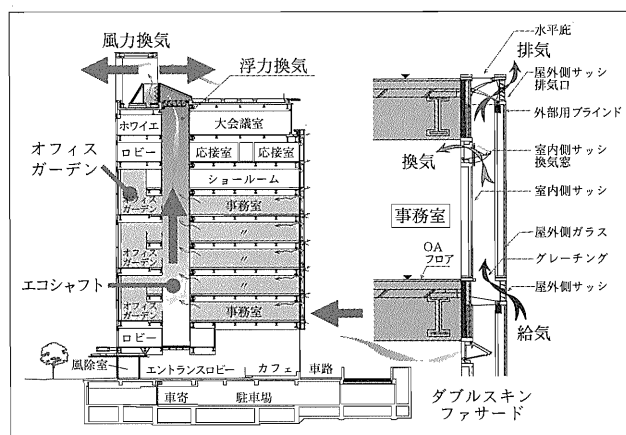 風力換気
浮力換気
ホワイエ
大会議室
ロビー
応接室
応接室
ショールーム
オフィス
ガーデン
オフィス
ガーデン
事務室
〃
オフィス
ガーデン
〃
〃
エコシャフト
オフィス
ガーデン
事務室
ロビー
風除室
エントランスロビー
カフェ
車路
車寄
駐車場
水平庇
排気
屋外側サッシ
排気口
外部用ブラインド
換気
室内側サッシ
換気窓
室内側サッシ
事務室
屋外側ガラス
OA
フロア
グレーチング
屋外側サッシ
給気
ダブルスキン
ファサード